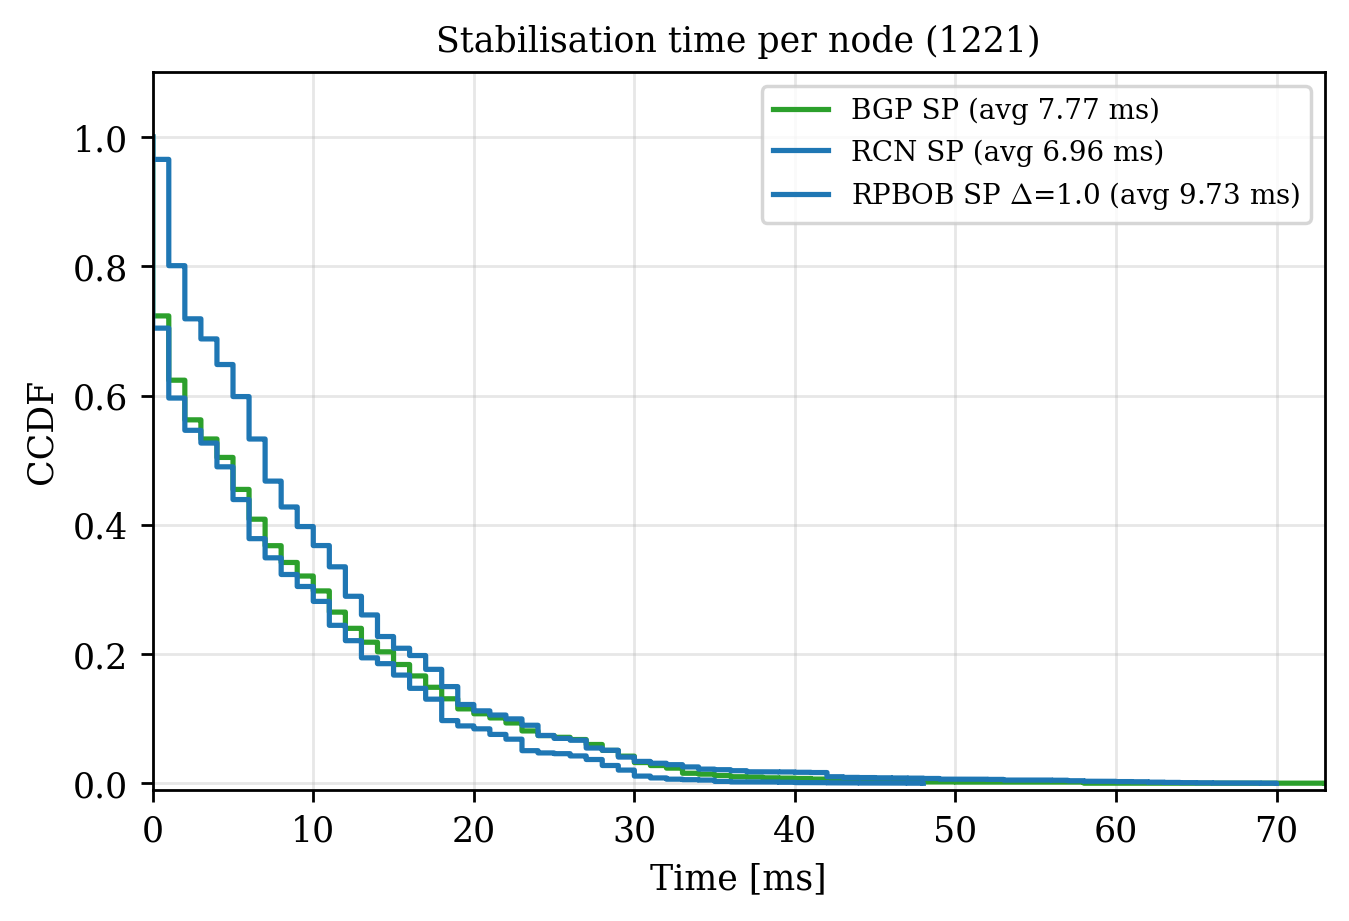 Stabilisation time per node (1221)
BGP SP (avg 7.77 ms)
RCN SP (avg 6.96 ms)
RPBOB SP Δ=1.0 (avg 9.73 ms)
1.0
0.8
0.6
0.4
0.2
0.0
CCDF
0 10 20 30 40 50 60 70
Time [ms]